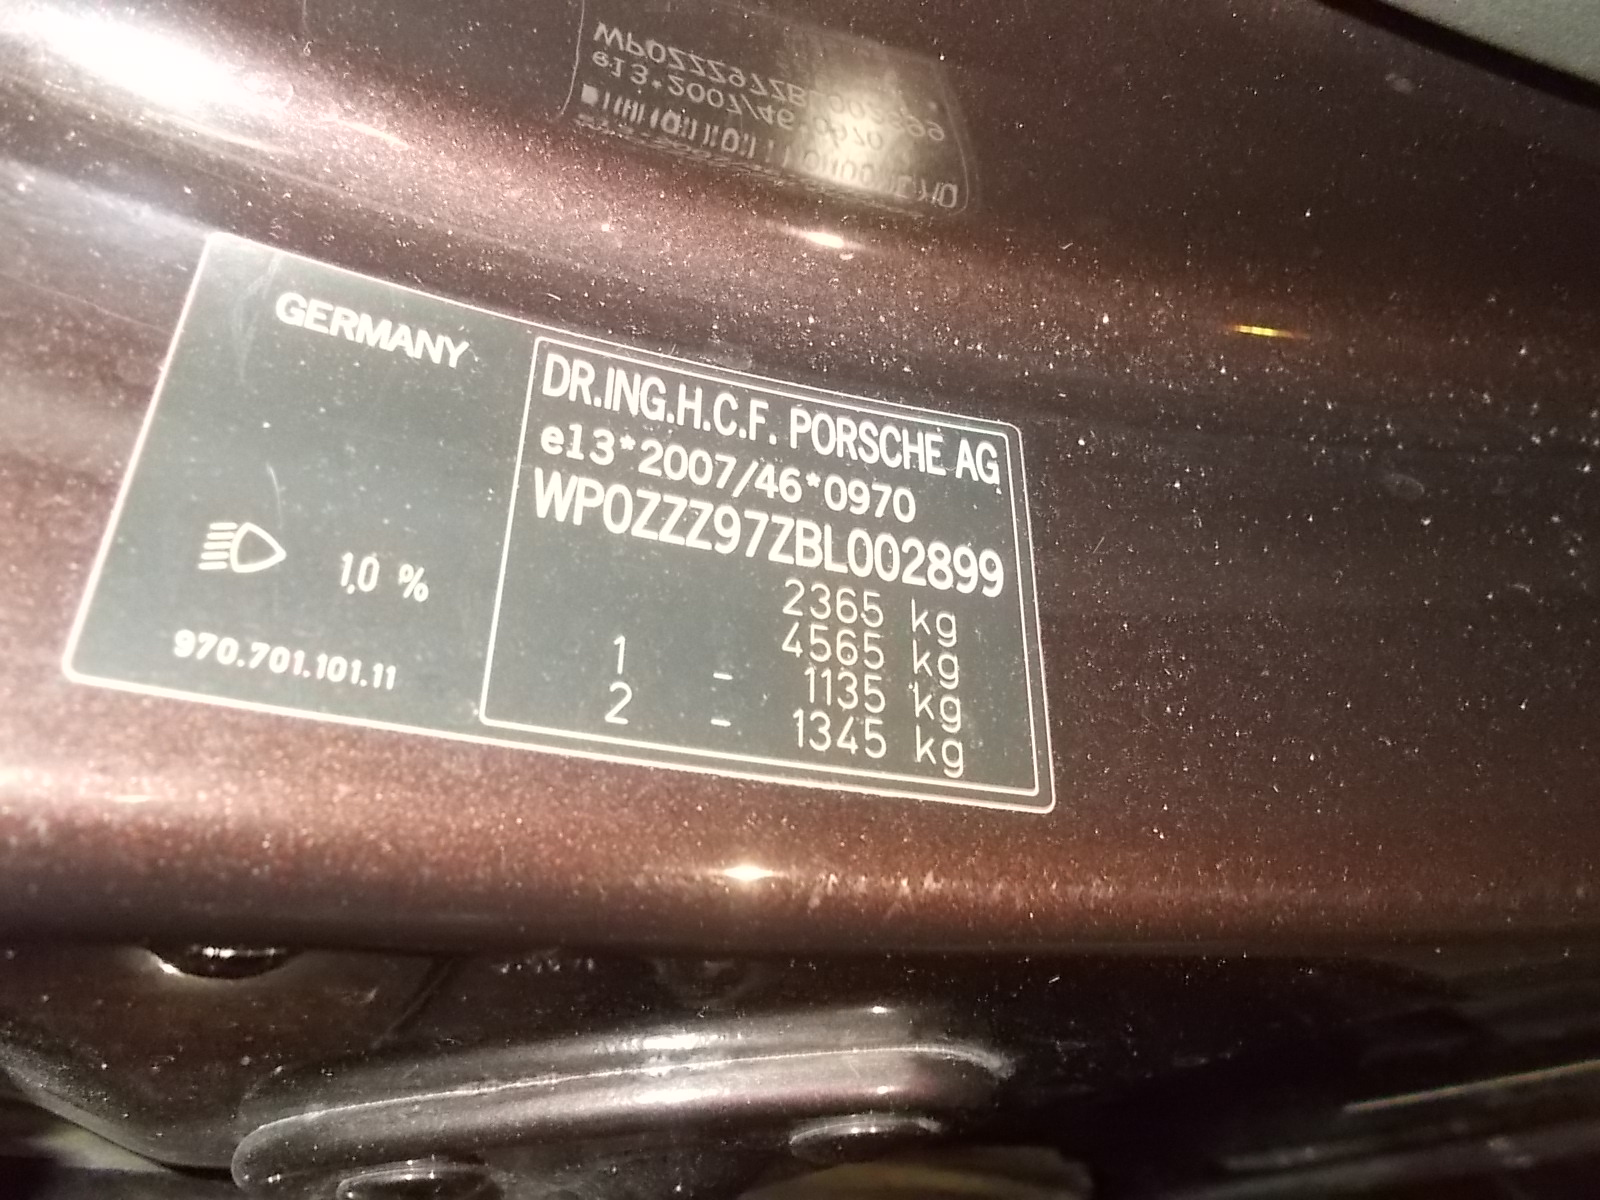 GERMANY
DR.ING.H.C.F. PORSCHE AG
e13*2007/46*0970
WP0ZZZ97ZBL002899
2365 kg
4565 kg
1 - 1135 kg
2 - 1345 kg
1,0 %
970.701.101.11